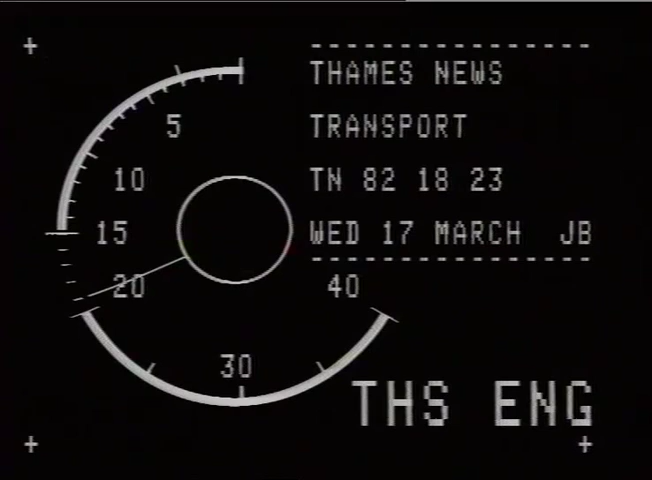 THAMES NEWS
TRANSPORT
TN 82 18 23
WED 17 MARCH JB
5
10
15
20
30
40
THS ENG